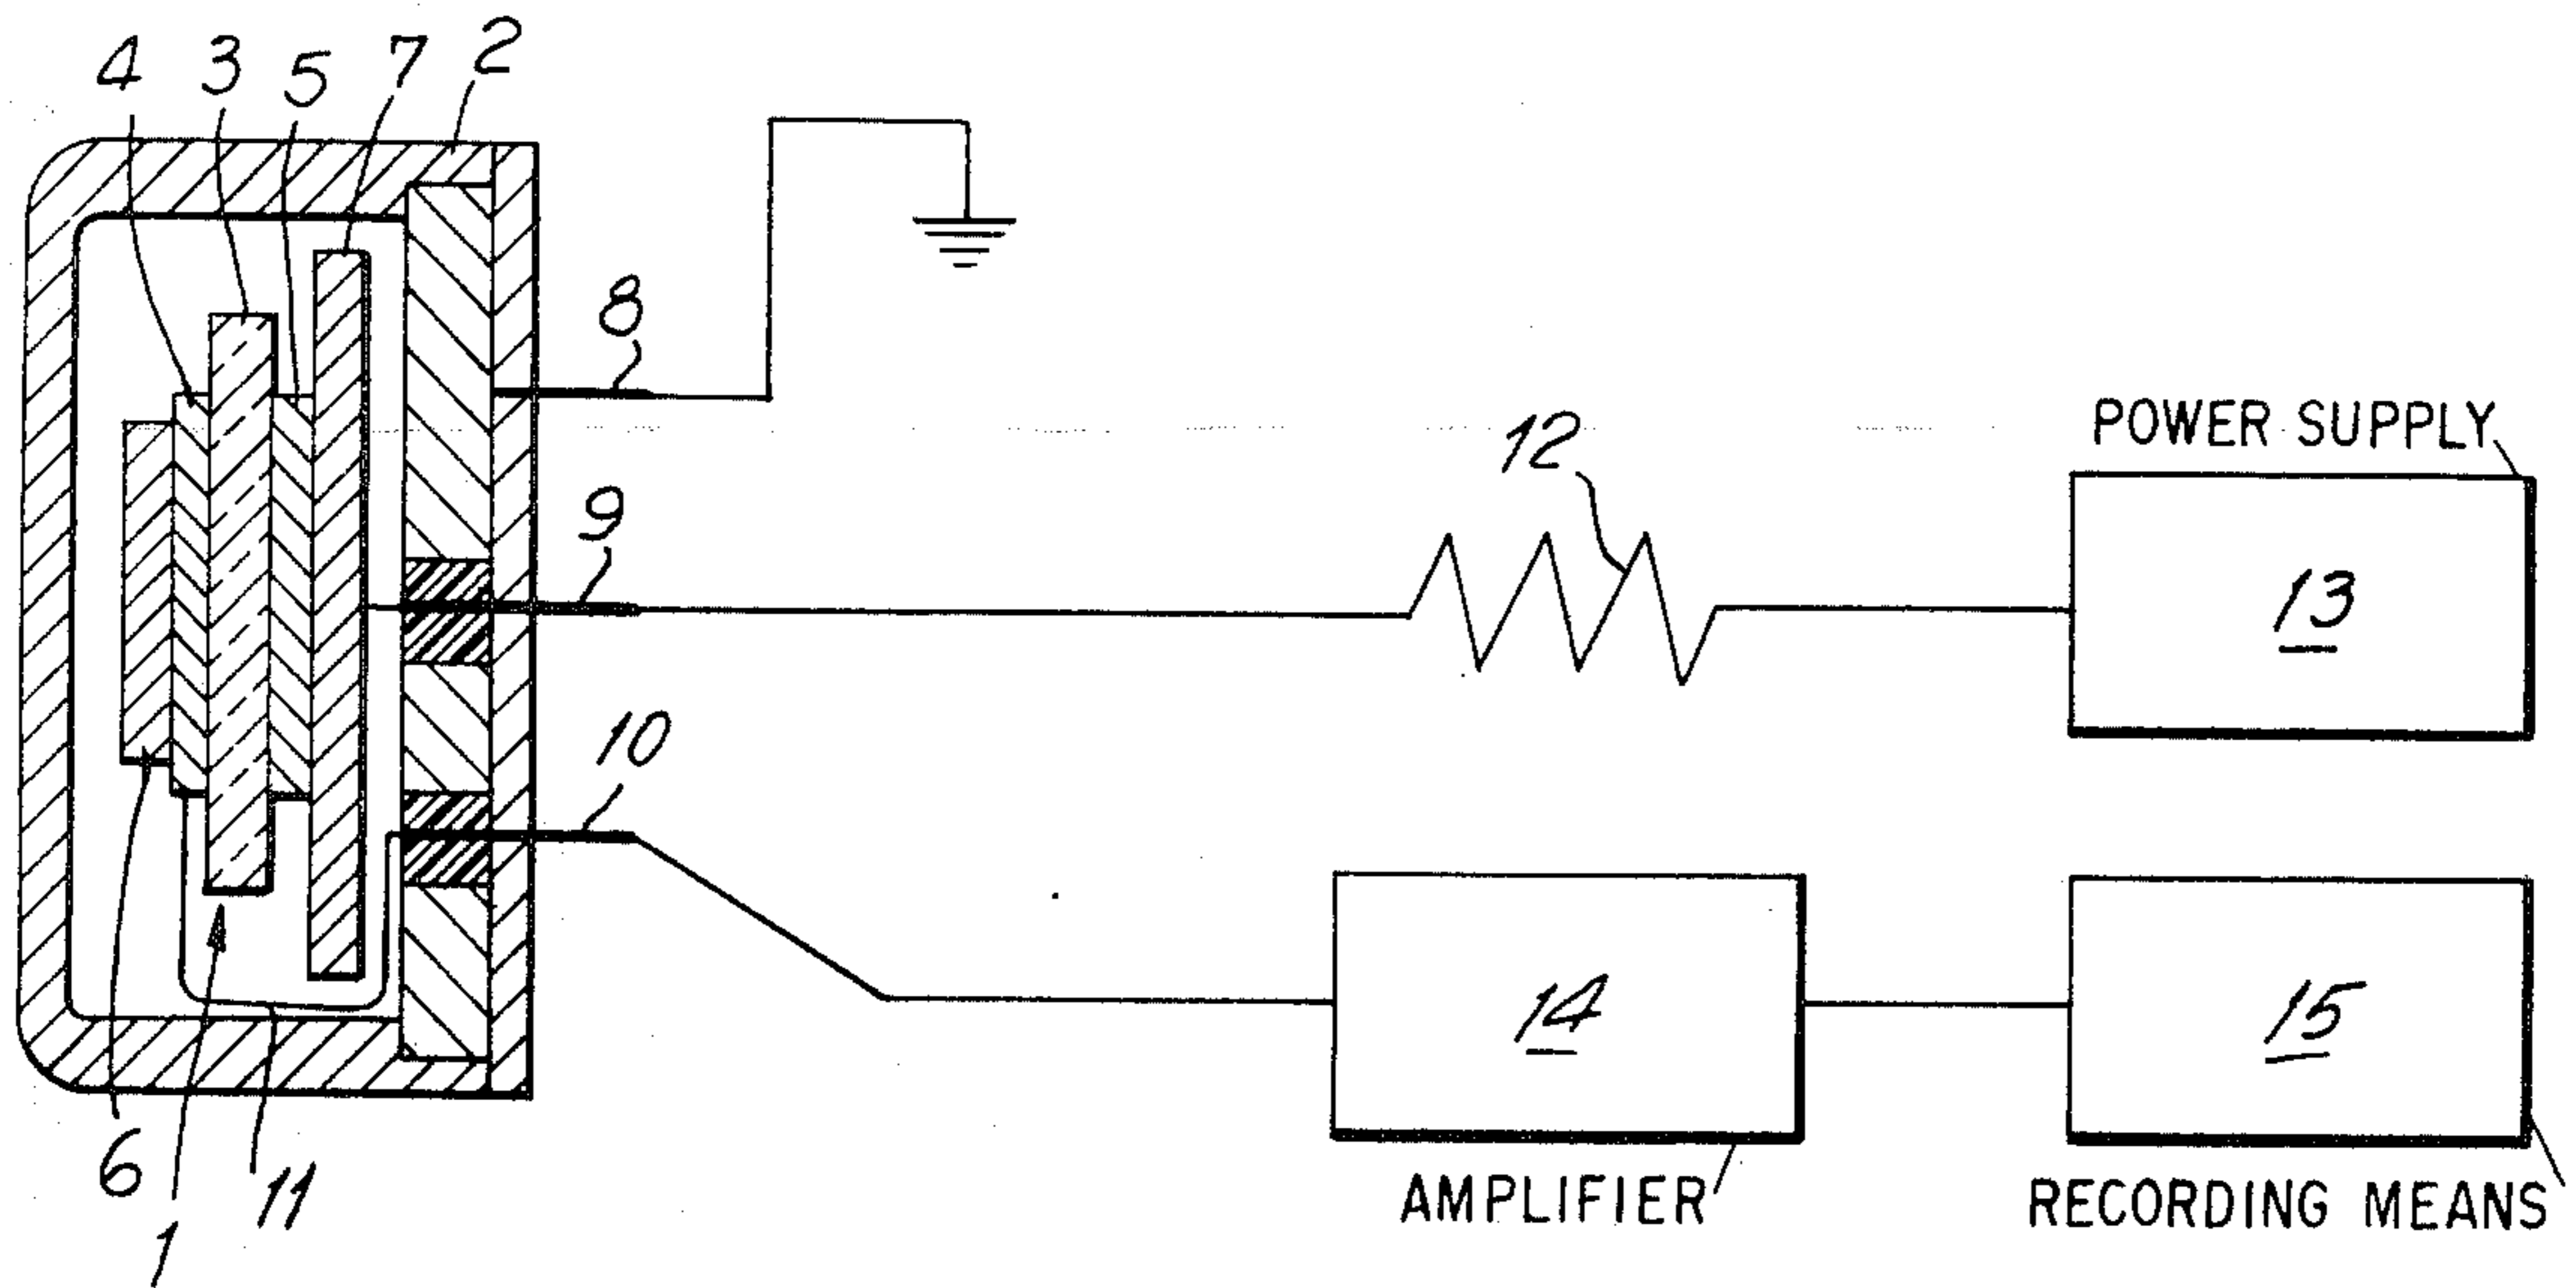 4 3 5 7 2
8
POWER SUPPLY
12
9
13
10
14
15
6
11
1
AMPLIFIER
RECORDING MEANS